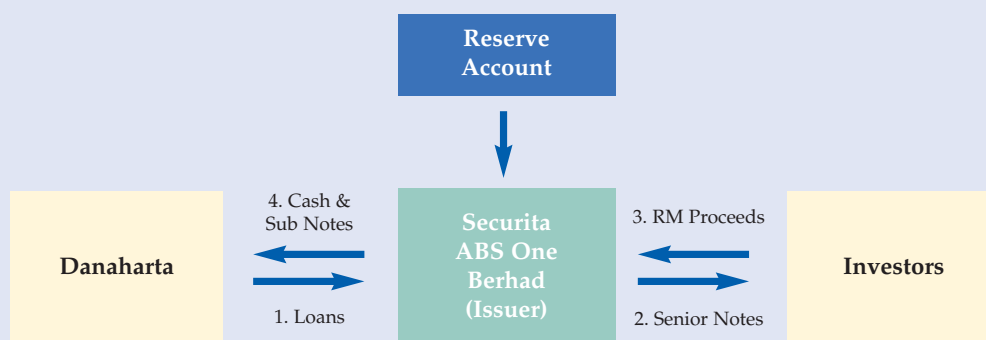 Reserve
Account
4. Cash &
Sub Notes
Danaharta
1. Loans
Securita
ABS One
Berhad
(Issuer)
3. RM Proceeds
2. Senior Notes
Investors